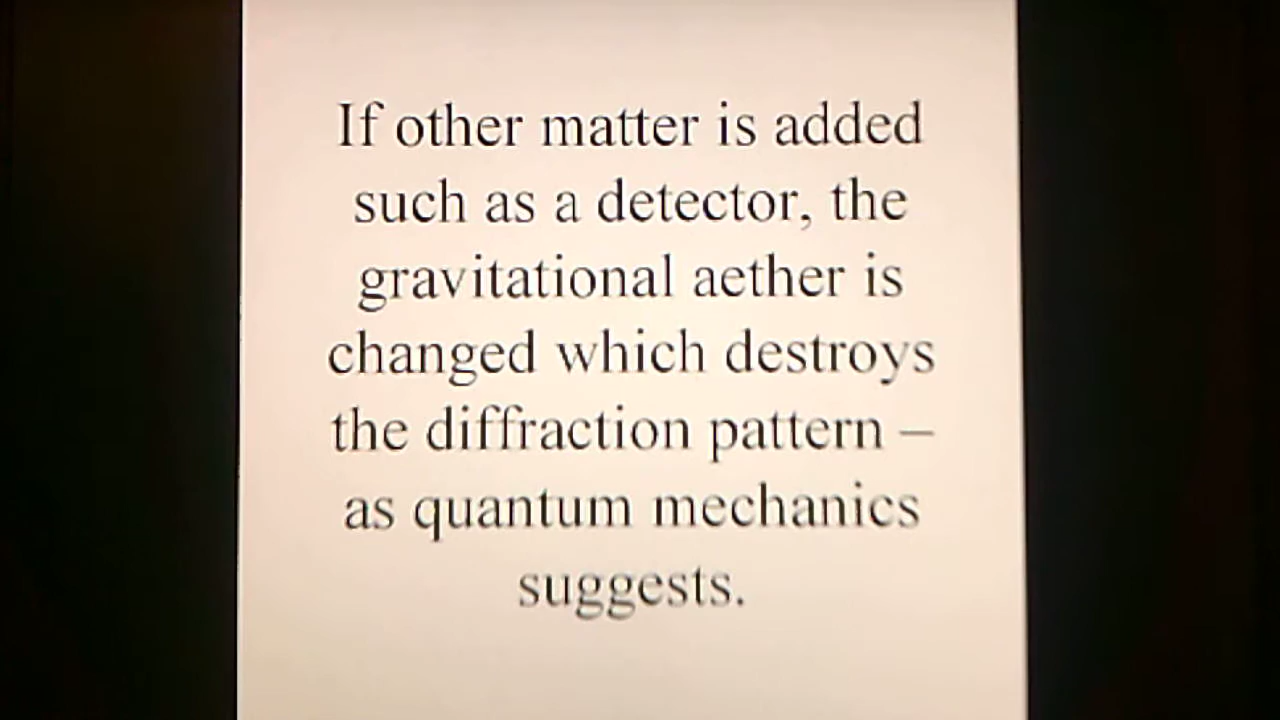 If other matter is added
such as a detector, the
gravitational aether is
changed which destroys
the diffraction pattern –
as quantum mechanics
suggests.